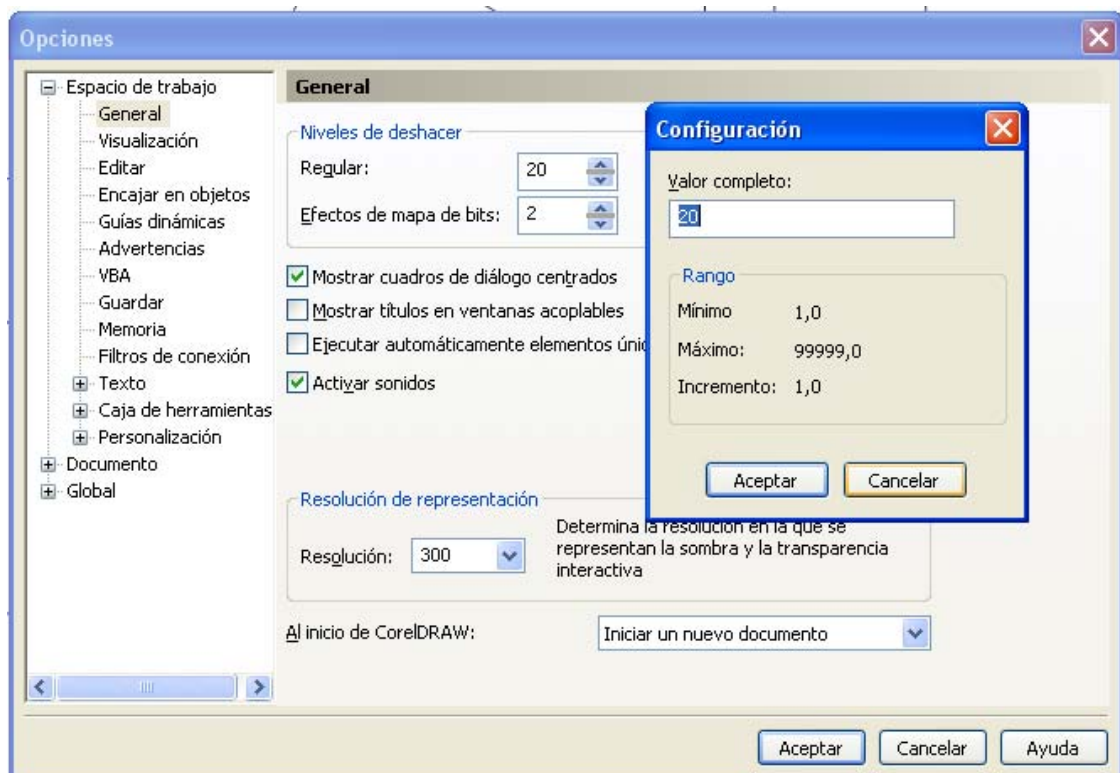 Opciones
Espacio de trabajo
General
Visualización
Editar
Encajar en objetos
Guías dinámicas
Advertencias
VBA
Guardar
Memoria
Filtros de conexión
Texto
Caja de herramientas
Personalización
Documento
Global
General
Niveles de deshacer
Regular: 20
Efectos de mapa de bits: 2
Mostrar cuadros de diálogo centrados
Mostrar títulos en ventanas acoplables
Ejecutar automáticamente elementos
Activar sonidos
Resolución de representación
Resolución: 300
Determina la resolución en la que se
representan la sombra y la transparencia
interactiva
Al inicio de CorelDRAW: Iniciar un nuevo documento
Configuración
Valor completo:
20
Rango
Mínimo 1,0
Máximo: 99999,0
Incremento: 1,0
Aceptar Cancelar
Aceptar Cancelar Ayuda